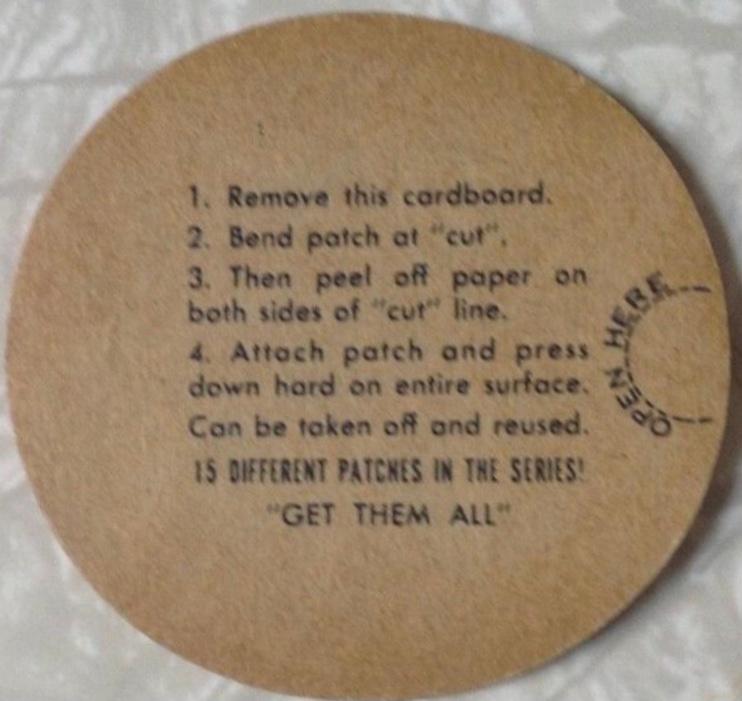 1. Remove this cardboard.
2. Bend patch at "cut".
3. Then peel off paper on
both sides of "cut" line.
4. Attach patch and press
down hard on entire surface.
Can be taken off and reused.
15 DIFFERENT PATCHES IN THE SERIES!
"GET THEM ALL"
OPEN HERE